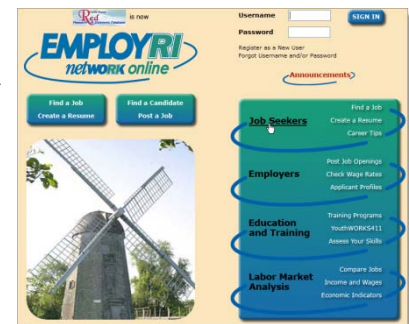 Red
is now
EMPLOYRI
network online
Username
SIGN IN
Password
Register as a New User
Forgot Username and/or Password
Announcements
Find a Job
Create a Resume
Find a Candidate
Post a Job
Job Seekers
Find a Job
Create a Resume
Career Tips
Employers
Post Job Openings
Check Wage Rates
Applicant Profiles
Education
and Training
Training Programs
YouthWORKS411
Assess Your Skills
Labor Market
Analysis
Compare Jobs
Income and Wages
Economic Indicators